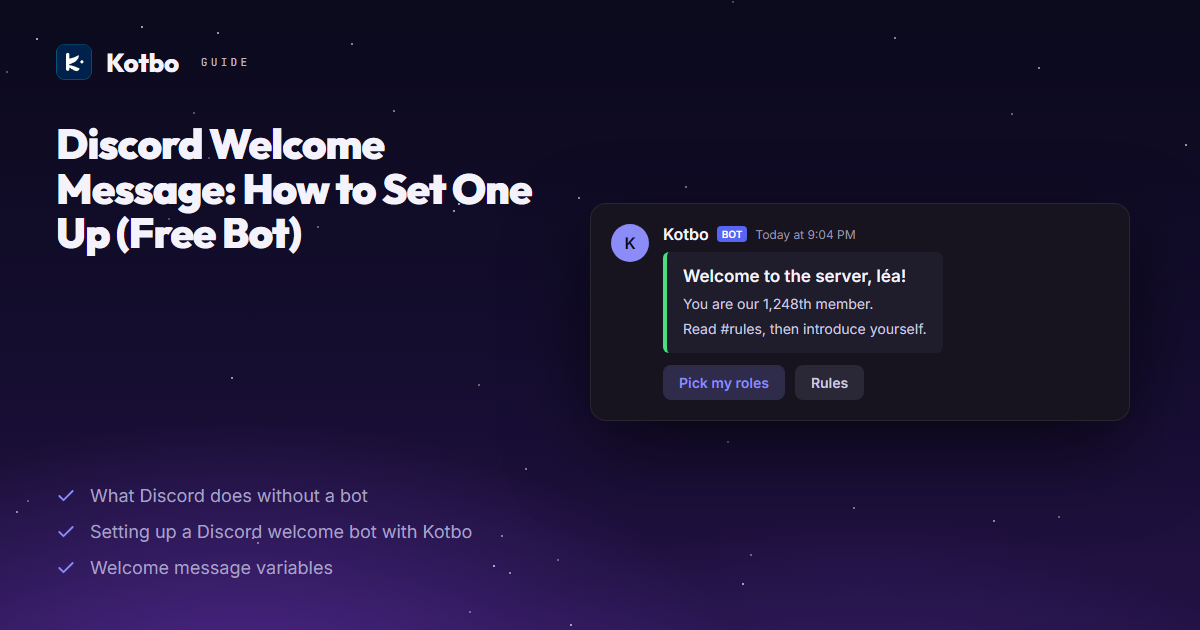 Kotbo GUIDE
Discord Welcome
Message: How to Set One
Up (Free Bot)
K
Kotbo BOT Today at 9:04 PM
Welcome to the server, léa!
You are our 1,248th member.
Read #rules, then introduce yourself.
Pick my roles Rules
What Discord does without a bot
Setting up a Discord welcome bot with Kotbo
Welcome message variables